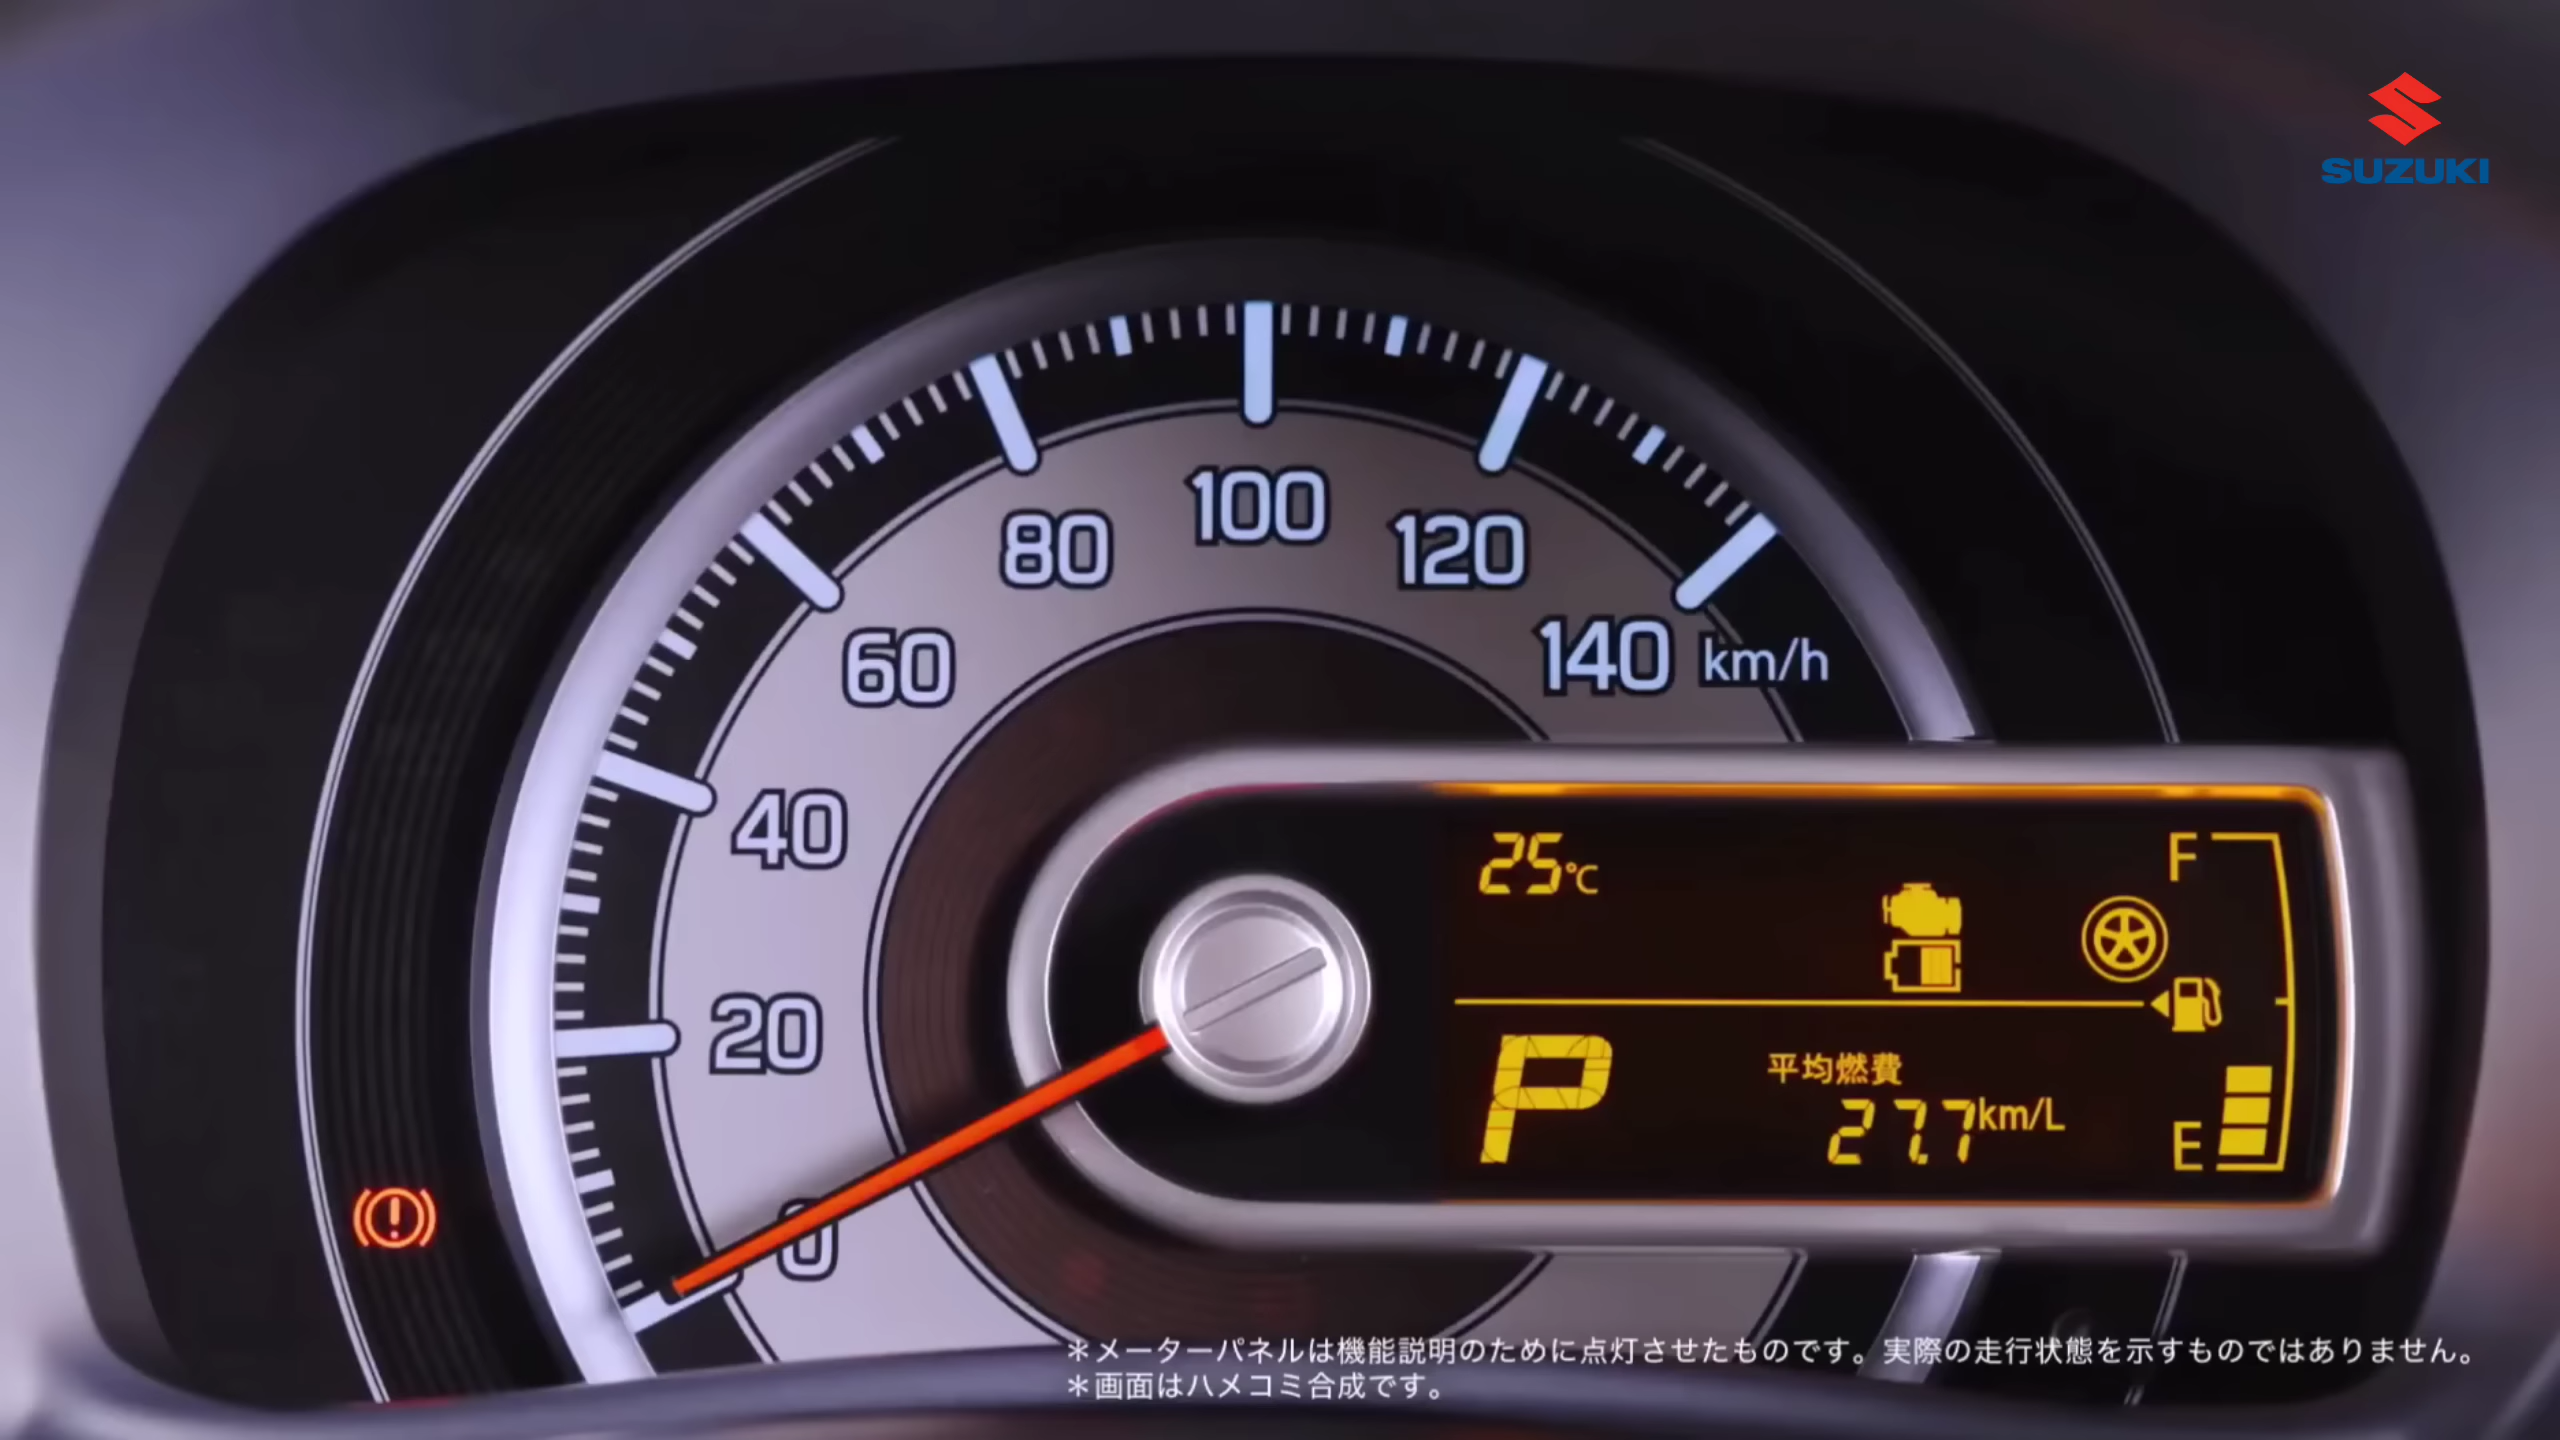 SUZUKI
100
80
120
60
140 km/h
40
25℃
F
20
P
平均燃費
27.7km/L
E
0
＊メーターパネルは機能説明のために点灯させたものです。実際の走行状態を示すものではありません。
＊画面はハメコミ合成です。